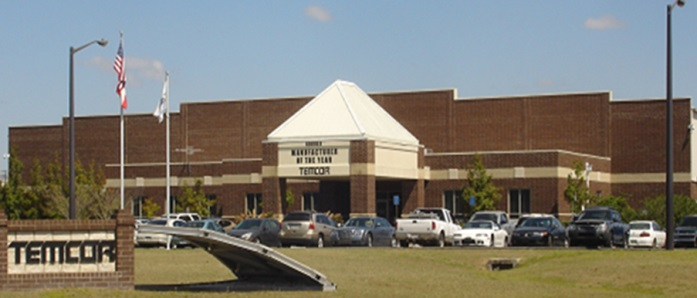 MANUFACTURER
OF THE YEAR
TEMCOR
TEMCOR